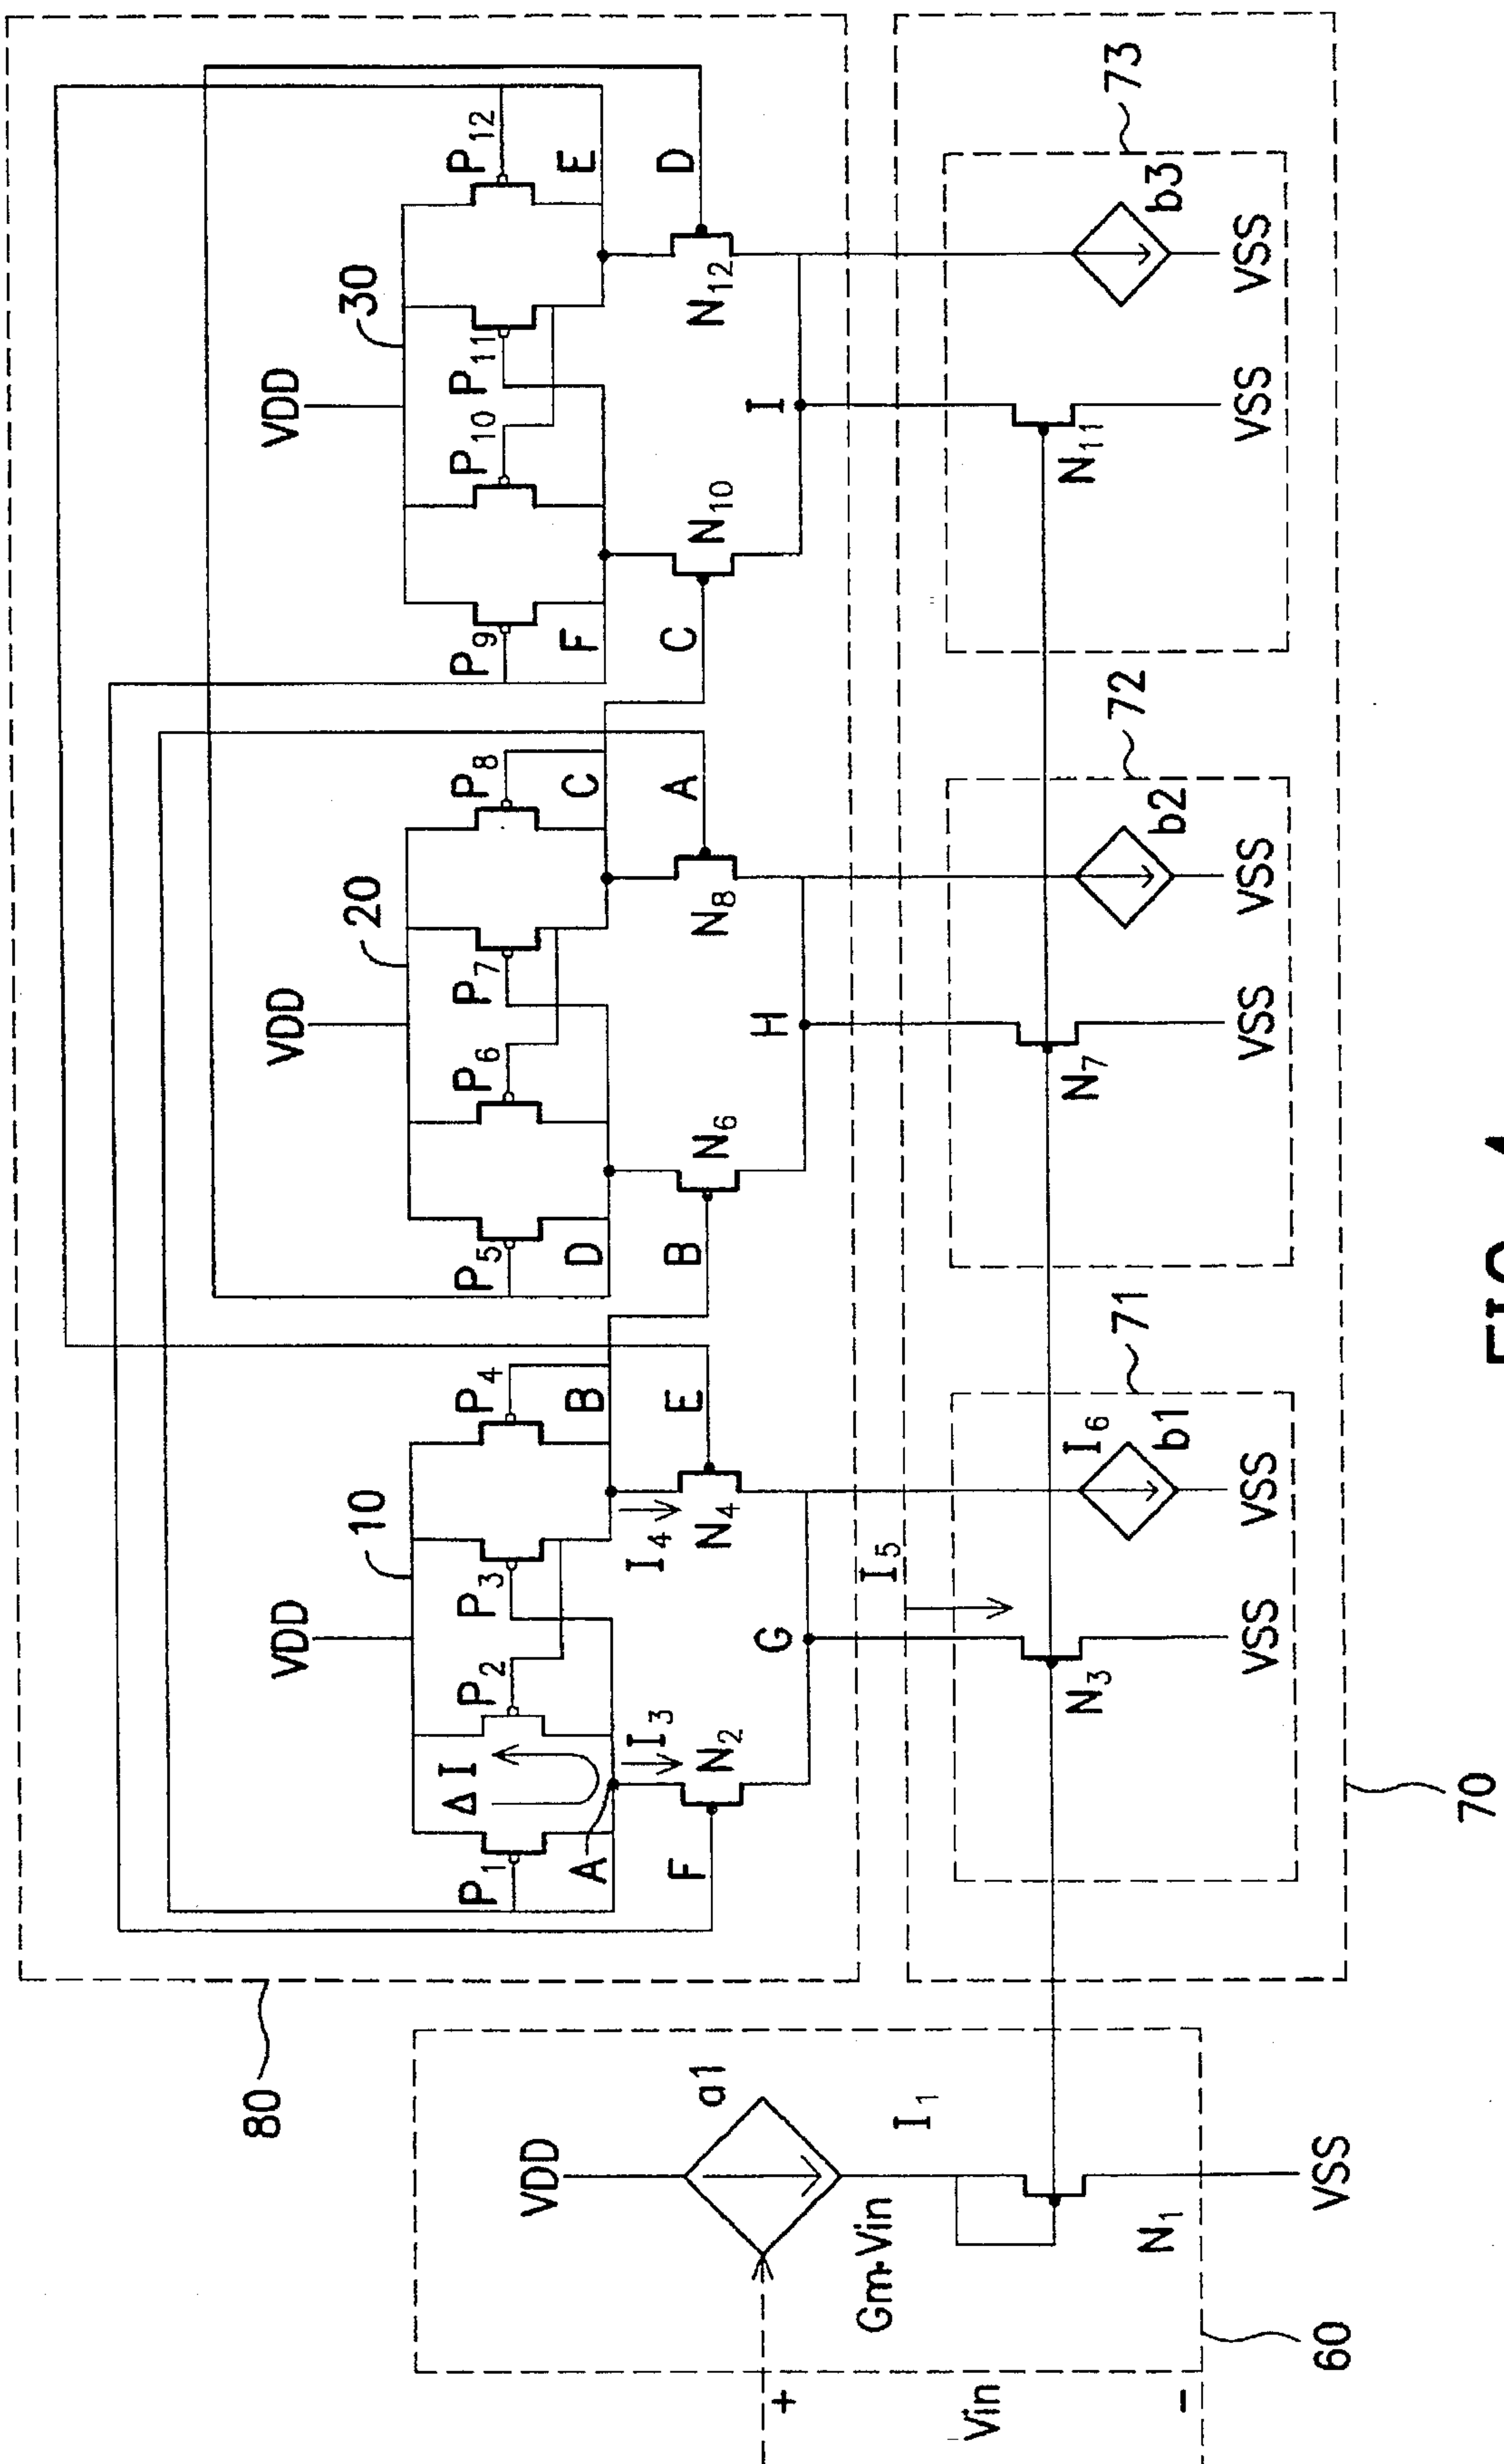 80
VDD
10
P1
ΔI
P2
P3
P4
A
B
I3
I4
F
N2
N4
E
G
VDD
20
P5
P6
P7
P8
D
C
B
N6
N8
A
H
VDD
30
P9
P10
P11
P12
F
E
C
N10
N12
D
I
VDD
a1
Gm·Vin
I1
N1
VSS
+
Vin
-
60
I5
N3
I6
b1
VSS
VSS
71
N7
b2
VSS
VSS
72
N11
b3
VSS
VSS
73
70